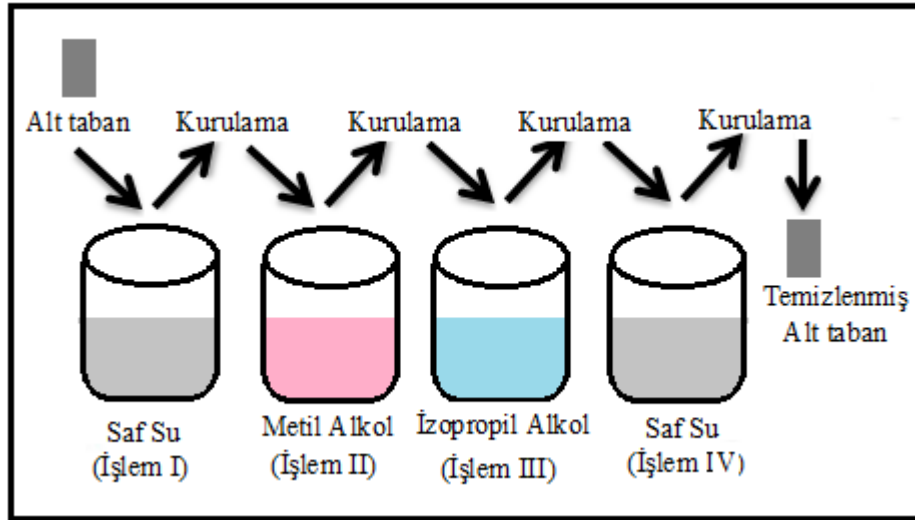 Alt taban
Kurulama
Kurulama
Kurulama
Kurulama
Temizlenmiş
Alt taban
Saf Su
(İşlem I)
Metil Alkol
(İşlem II)
İzopropil Alkol
(İşlem III)
Saf Su
(İşlem IV)